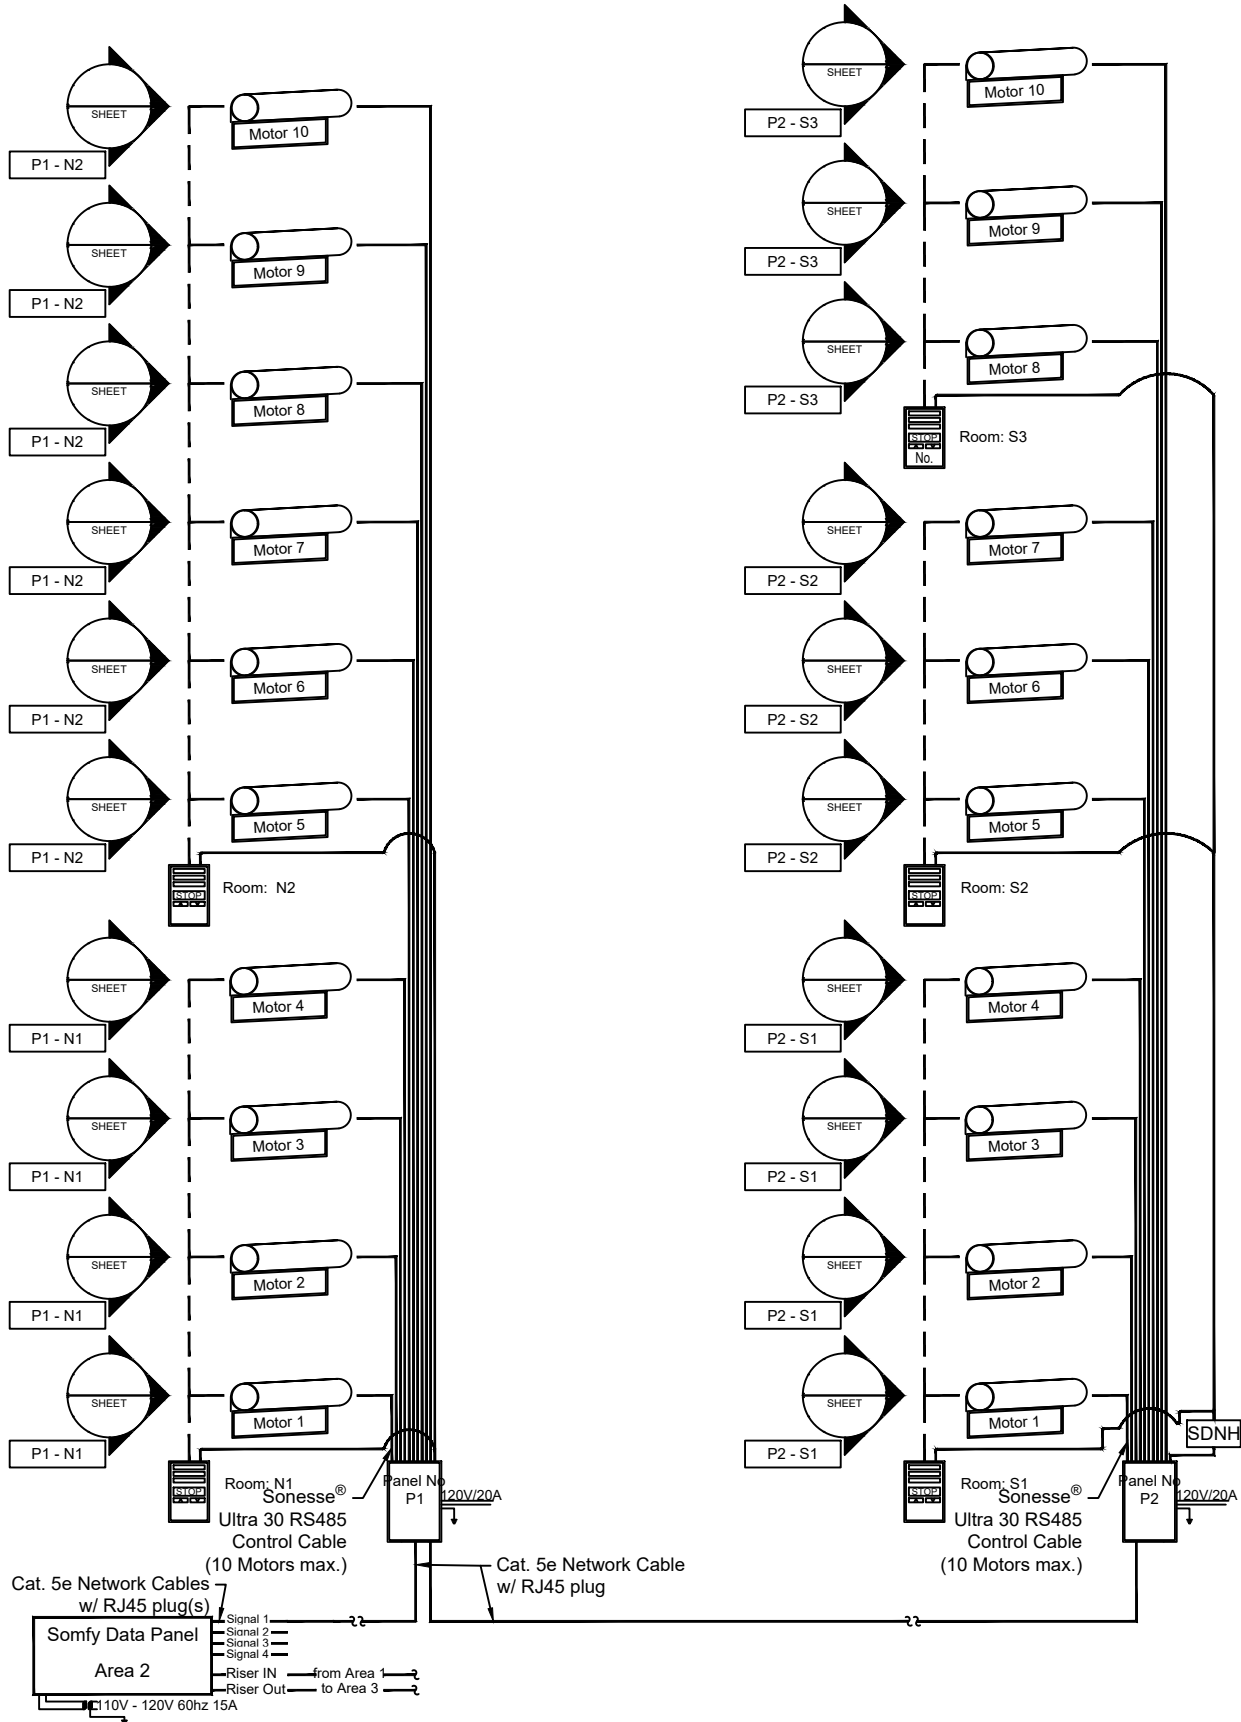 SHEET
Motor 10
P1 - N2
SHEET
Motor 9
P1 - N2
SHEET
Motor 8
P1 - N2
SHEET
Motor 7
P1 - N2
SHEET
Motor 6
P1 - N2
SHEET
Motor 5
P1 - N2
STOP
Room: N2
SHEET
Motor 4
P1 - N1
SHEET
Motor 3
P1 - N1
SHEET
Motor 2
P1 - N1
SHEET
Motor 1
P1 - N1
STOP
Room: N1
Sonesse®
Ultra 30 RS485
Control Cable
(10 Motors max.)
Panel No
P1
120V/20A
SHEET
Motor 10
P2 - S3
SHEET
Motor 9
P2 - S3
SHEET
Motor 8
P2 - S3
STOP
No.
Room: S3
SHEET
Motor 7
P2 - S2
SHEET
Motor 6
P2 - S2
SHEET
Motor 5
P2 - S2
STOP
Room: S2
SHEET
Motor 4
P2 - S1
SHEET
Motor 3
P2 - S1
SHEET
Motor 2
P2 - S1
SHEET
Motor 1
P2 - S1
SDNH
STOP
Room: S1
Sonesse®
Ultra 30 RS485
Control Cable
(10 Motors max.)
Panel No
P2
120V/20A
Cat. 5e Network Cable
w/ RJ45 plug
Cat. 5e Network Cables
w/ RJ45 plug(s)
Somfy Data Panel
Area 2
Signal 1
Signal 2
Signal 3
Signal 4
Riser IN from Area 1
Riser Out to Area 3
110V - 120V 60hz 15A